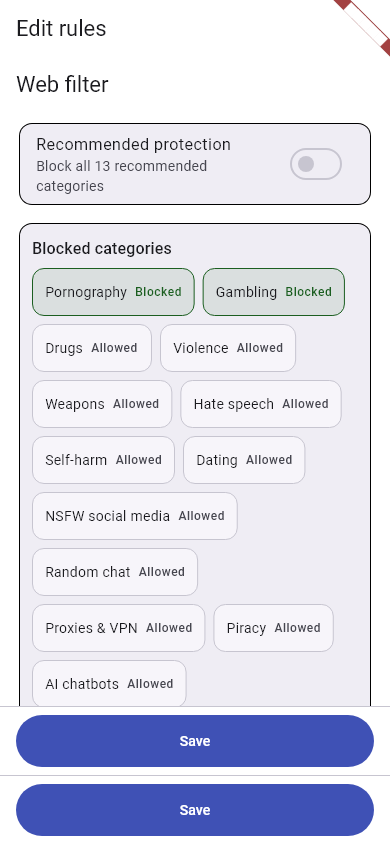 Edit rules
Web filter
Recommended protection
Block all 13 recommended
categories
Blocked categories
Pornography Blocked Gambling Blocked
Drugs Allowed Violence Allowed
Weapons Allowed Hate speech Allowed
Self-harm Allowed Dating Allowed
NSFW social media Allowed
Random chat Allowed
Proxies & VPN Allowed Piracy Allowed
AI chatbots Allowed
Save
Save